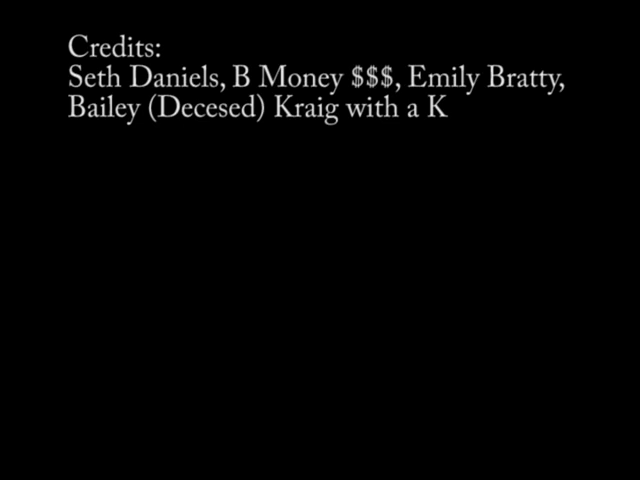 Credits:
Seth Daniels, B Money $$$, Emily Bratty,
Bailey (Decesed) Kraig with a K